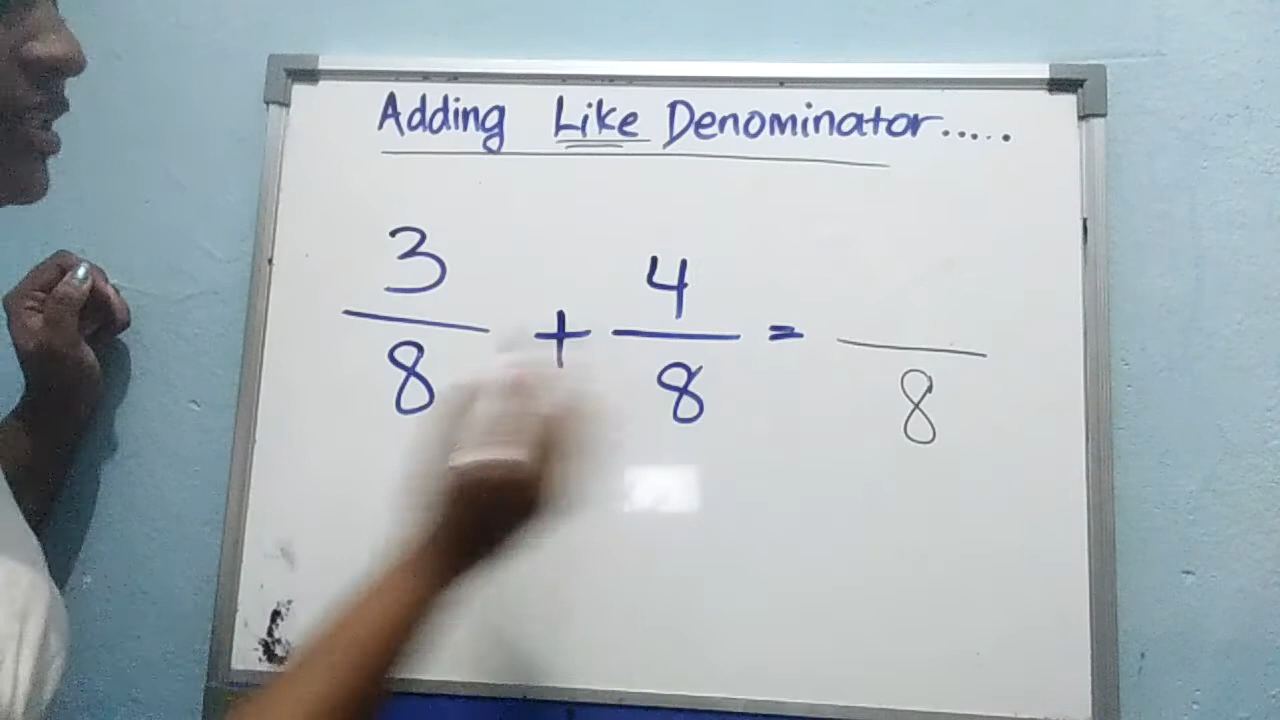 Adding Like Denominator.....
3/8 + 4/8 = /8